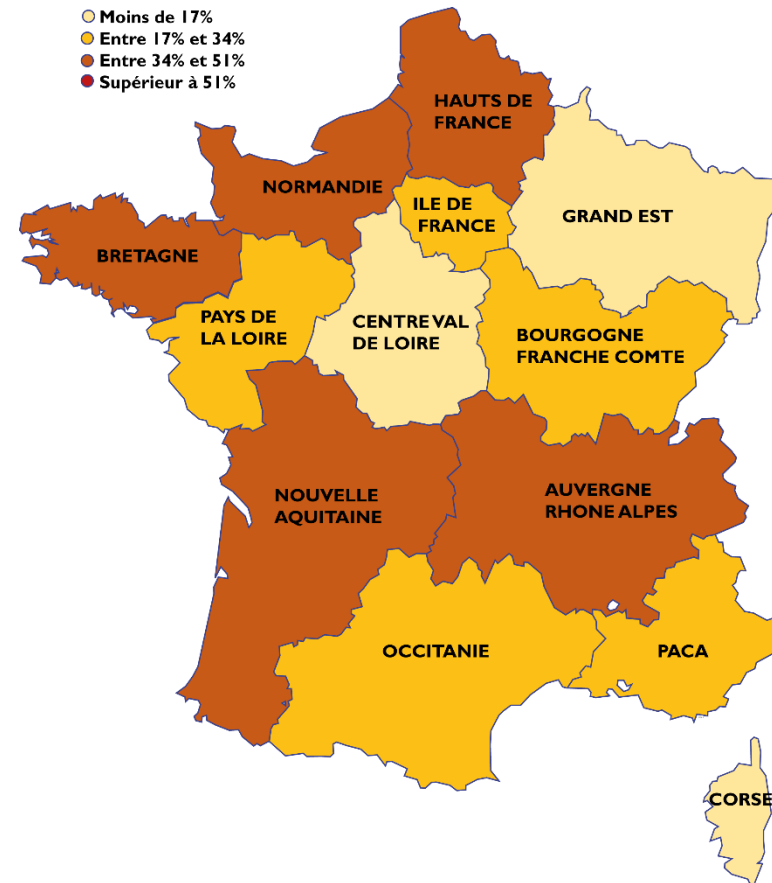 Moins de 17%
Entre 17% et 34%
Entre 34% et 51%
Supérieur à 51%
HAUTS DE
FRANCE
NORMANDIE
ILE DE
FRANCE
GRAND EST
BRETAGNE
PAYS DE
LA LOIRE
CENTRE VAL
DE LOIRE
BOURGOGNE
FRANCHE COMTE
NOUVELLE
AQUITAINE
AUVERGNE
RHONE ALPES
OCCITANIE
PACA
CORSE